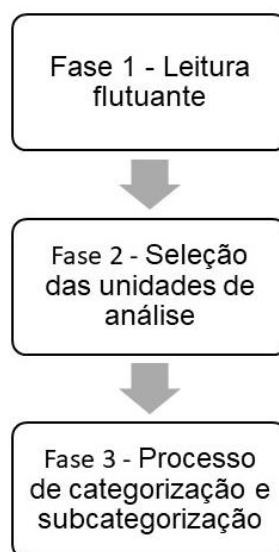 Fase 1 - Leitura
flutuante
Fase 2 - Seleção
das unidades de
análise
Fase 3 - Processo
de categorização e
subcategorização